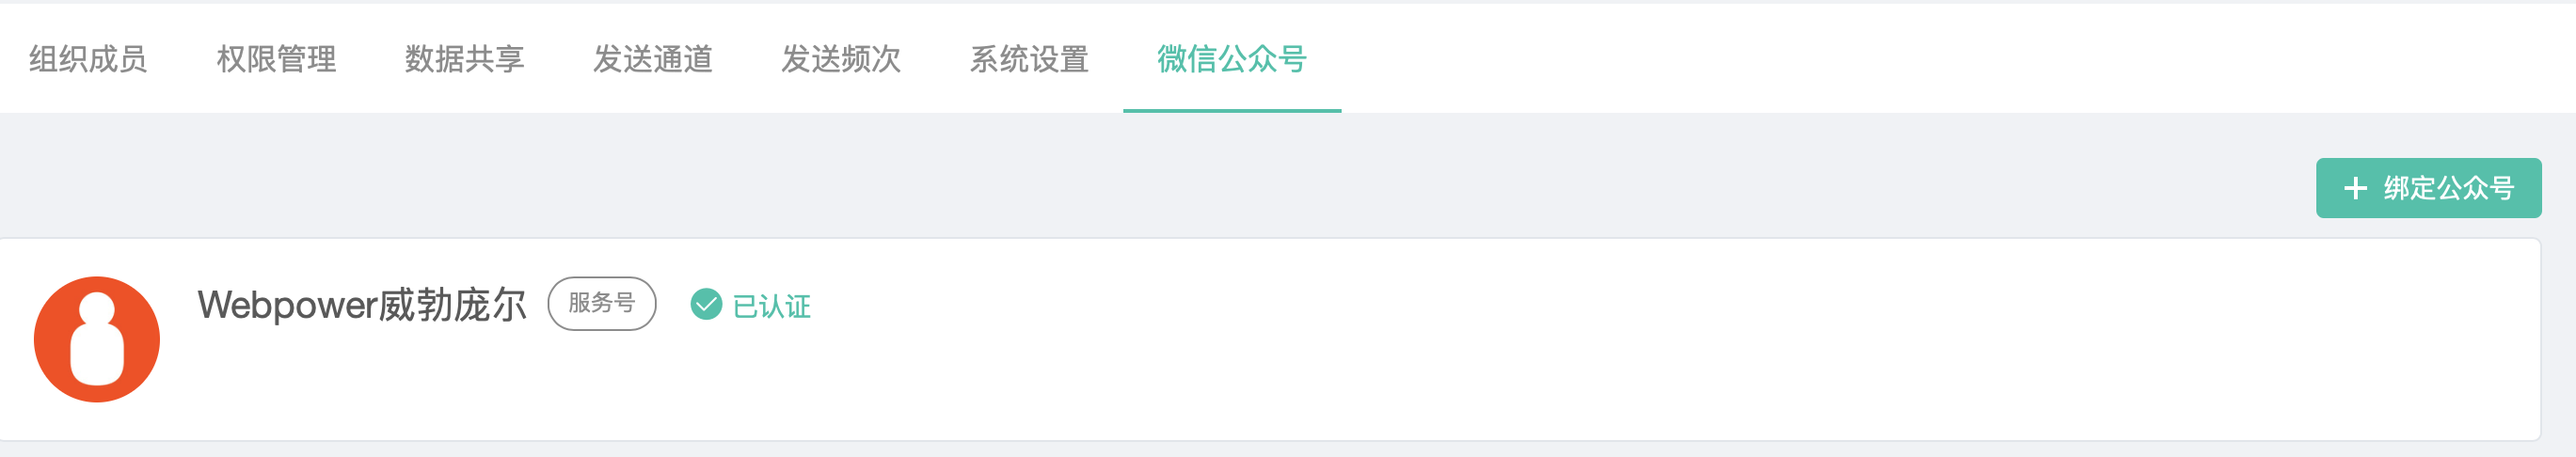 组织成员 权限管理 数据共享 发送通道 发送频次 系统设置 微信公众号
+ 绑定公众号
Webpower威勃庞尔 服务号 已认证